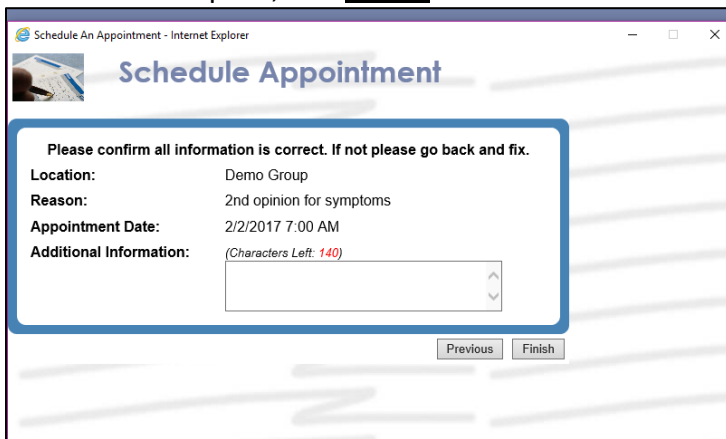 Schedule An Appointment - Internet Explorer
Schedule Appointment
Please confirm all information is correct. If not please go back and fix.
Location: Demo Group
Reason: 2nd opinion for symptoms
Appointment Date: 2/2/2017 7:00 AM
Additional Information: (Characters Left: 140)
Previous Finish